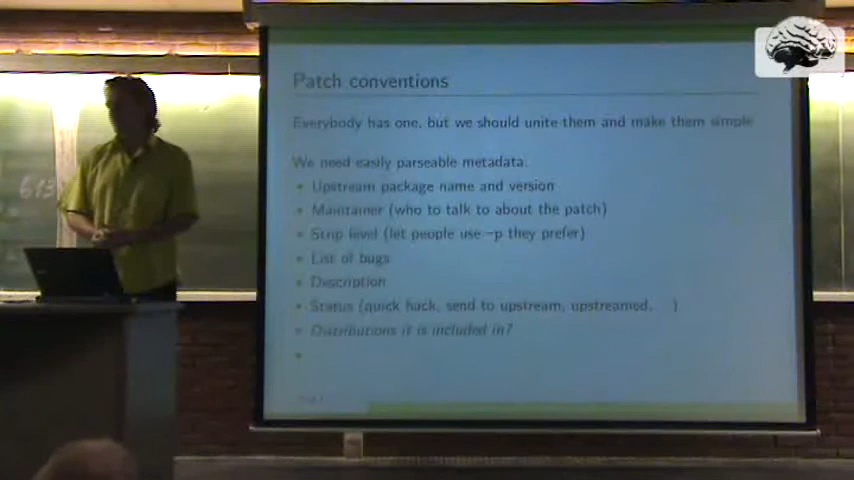 Patch conventions
Everybody has one, but we should unite them and make them simple
We need easily parseable metadata:
Upstream package name and version
Maintainer (who to talk to about the patch)
Strip level (let people use -p they prefer)
List of bugs
Description
Status (quick hack, send to upstream, upstreamed, )
Distributions it is included in?
613